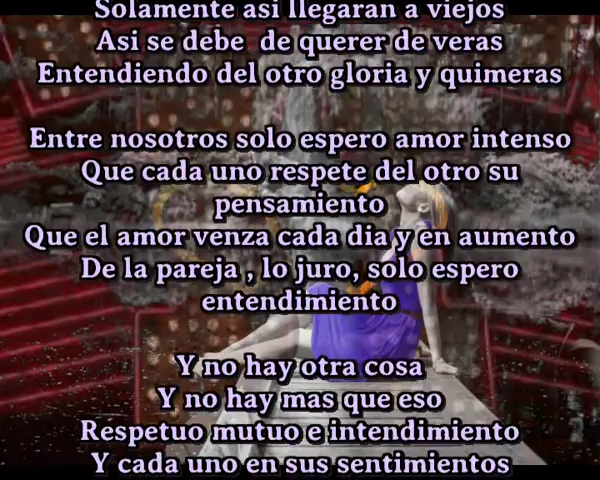 Solamente asi llegaran a viejos
Asi se debe de querer de veras
Entendiendo del otro gloria y quimeras
Entre nosotros solo espero amor intenso
Que cada uno respete del otro su
pensamiento
Que el amor venza cada dia y en aumento
De la pareja , lo juro, solo espero
entendimiento
Y no hay otra cosa
Y no hay mas que eso
Respetuo mutuo e intendimiento
Y cada uno en sus sentimientos